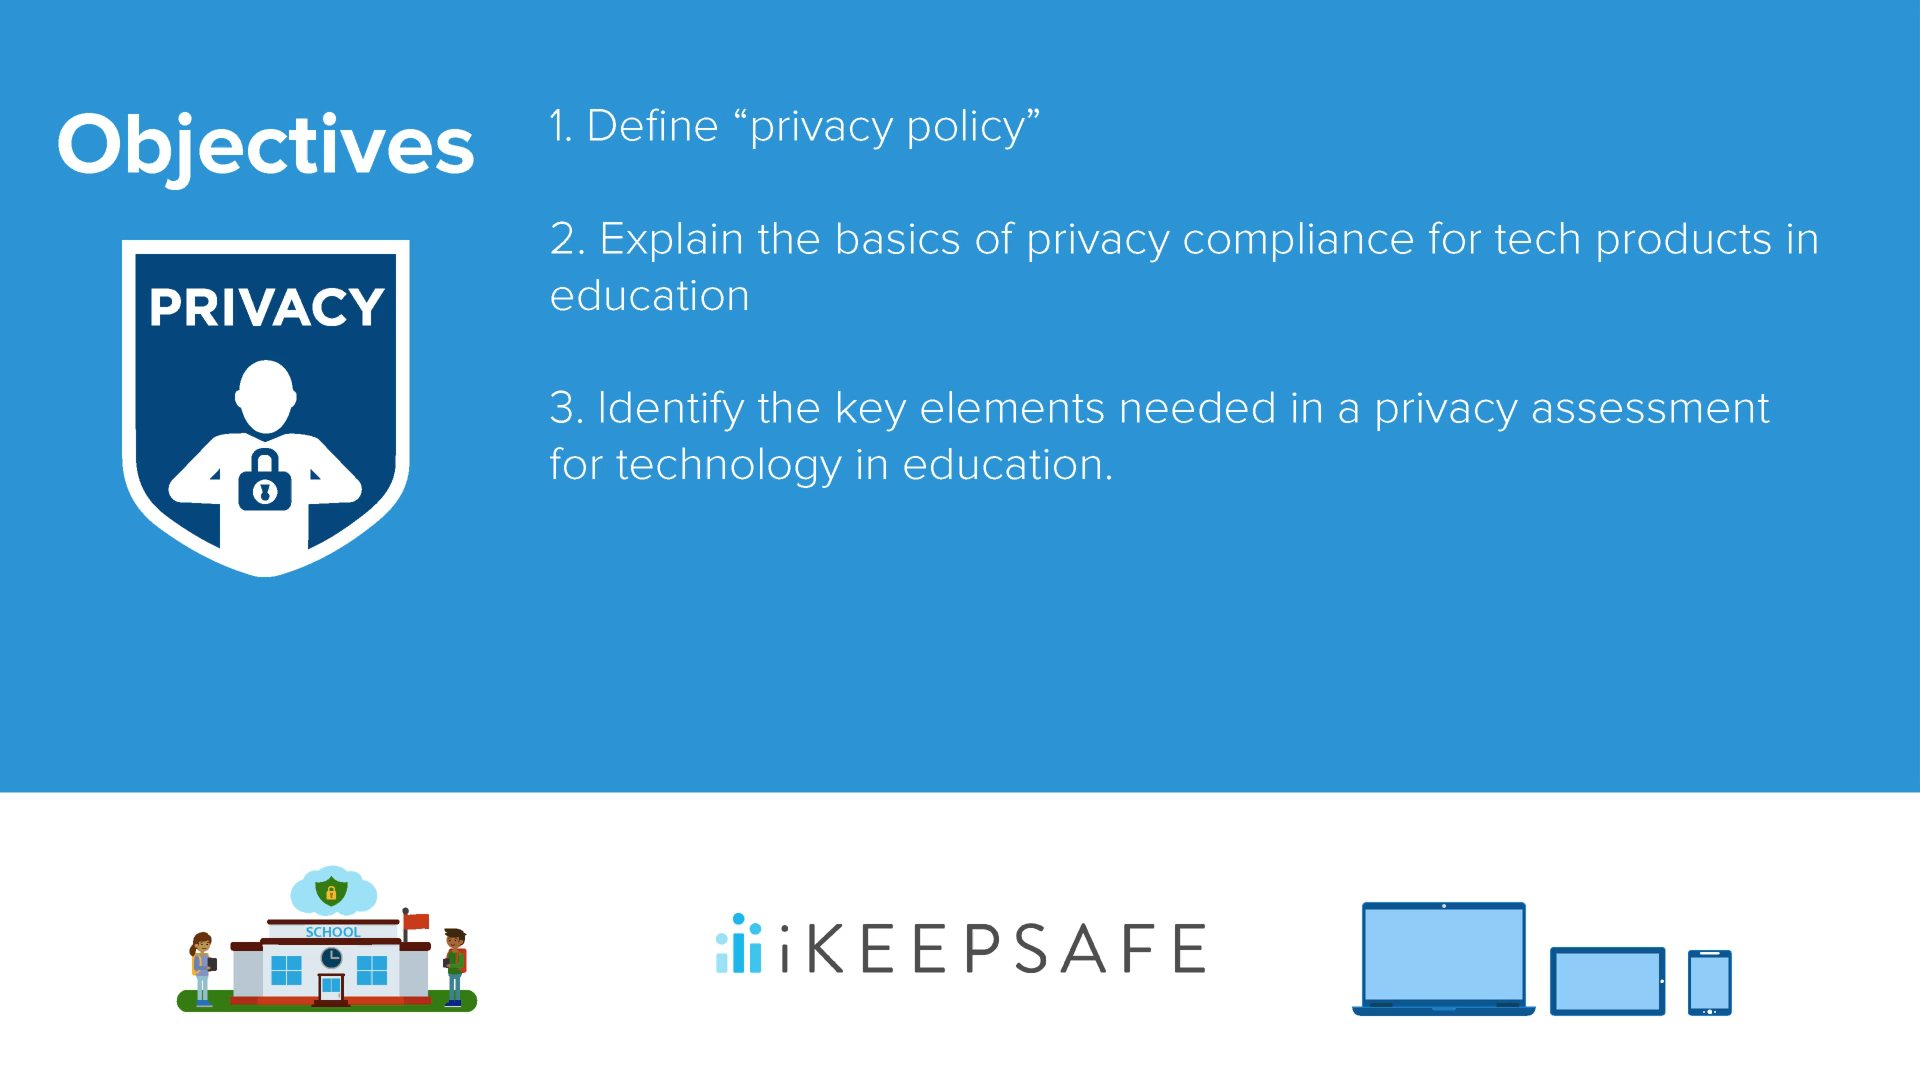 Objectives
PRIVACY
1. Define “privacy policy”
2. Explain the basics of privacy compliance for tech products in
education
3. Identify the key elements needed in a privacy assessment
for technology in education.
SCHOOL
iKEEPSAFE